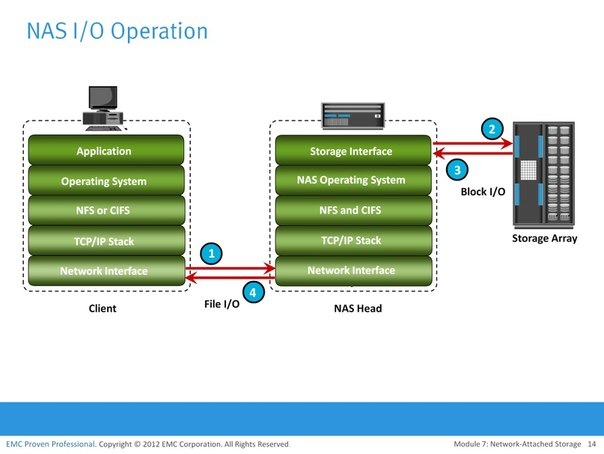 NAS I/O Operation
Application
Operating System
NFS or CIFS
TCP/IP Stack
Network Interface
Client
1
File I/O
4
Storage Interface
NAS Operating System
NFS and CIFS
TCP/IP Stack
Network Interface
NAS Head
2
3
Block I/O
Storage Array
EMC Proven Professional. Copyright © 2012 EMC Corporation. All Rights Reserved.
Module 7: Network-Attached Storage 14